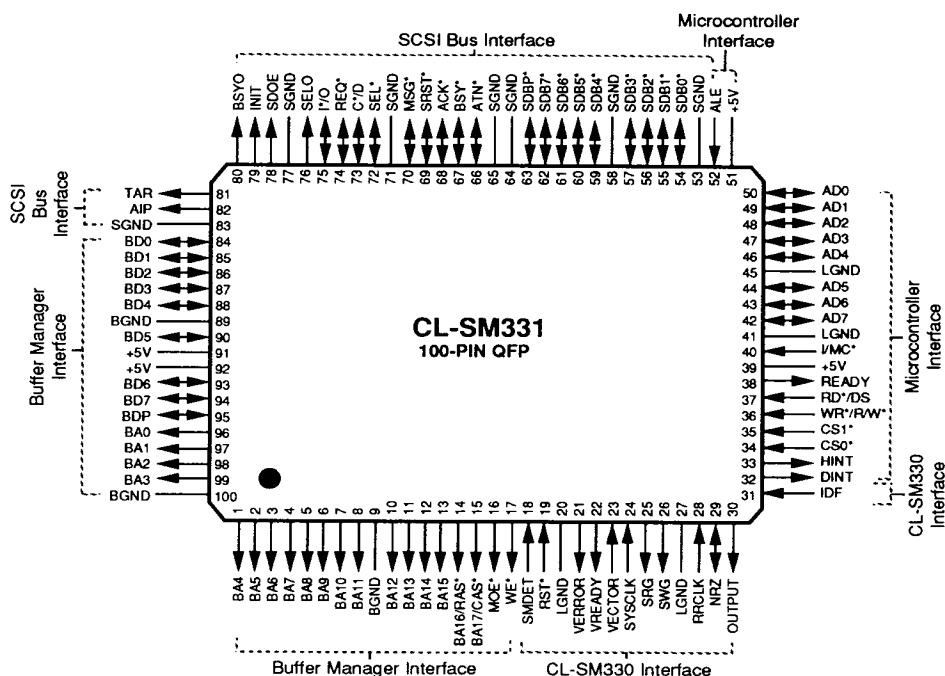 SCSI Bus Interface
Microcontroller
Interface
BSYO
INIT
SDOE
SGND
SELO
I*/O
REQ*
C*/D
SEL*
SGND
MSG*
SRST*
ACK*
BSY*
ATN*
SGND
SGND
SDBP*
SDB7*
SDB6*
SDB5*
SDB4*
SGND
SDB3*
SDB2*
SDB1*
SDB0*
SGND
ALE
+5V
80 79 78 77 76 75 74 73 72 71 70 69 68 67 66 65 64 63 62 61 60 59 58 57 56 55 54 53 52 51
SCSI
Bus
Interface
TAR 81
AIP 82
SGND 83
Buffer Manager
Interface
BD0 84
BD1 85
BD2 86
BD3 87
BD4 88
BGND 89
BD5 90
+5V 91
+5V 92
BD6 93
BD7 94
BDP 95
BA0 96
BA1 97
BA2 98
BA3 99
BGND 100
CL-SM331
100-PIN QFP
50 AD0
49 AD1
48 AD2
47 AD3
46 AD4
45 LGND
44 AD5
43 AD6
42 AD7
41 LGND
40 I/MC*
39 +5V
38 READY
37 RD*/DS
36 WR*/R/W*
35 CS1*
34 CS0*
33 HINT
32 DINT
31 IDF
Microcontroller
Interface
CL-SM330
Interface
1 2 3 4 5 6 7 8 9 10 11 12 13 14 15 16 17 18 19 20 21 22 23 24 25 26 27 28 29 30
BA4
BA5
BA6
BA7
BA8
BA9
BA10
BA11
BGND
BA12
BA13
BA14
BA15
BA16/RAS*
BA17/CAS*
MOE*
WE*
SMDET
RST*
LGND
VERROR
VREADY
VECTOR
SYSCLK
SRG
SWG
LGND
RRCLK
NRZ
OUTPUT
Buffer Manager Interface
CL-SM330 Interface